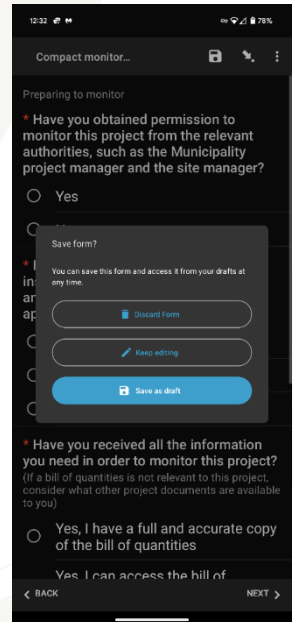 12:32
78%
Compact monitor...
Preparing to monitor
* Have you obtained permission to
monitor this project from the relevant
authorities, such as the Municipality
project manager and the site manager?
Yes
Save form?
You can save this form and access it from your drafts at
any time.
Discard Form
Keep editing
Save as draft
* Have you received all the information
you need in order to monitor this project?
(If a bill of quantities is not relevant to this project,
consider what other project documents are available
to you)
Yes, I have a full and accurate copy
of the bill of quantities
Yes, I can access the bill of
BACK
NEXT